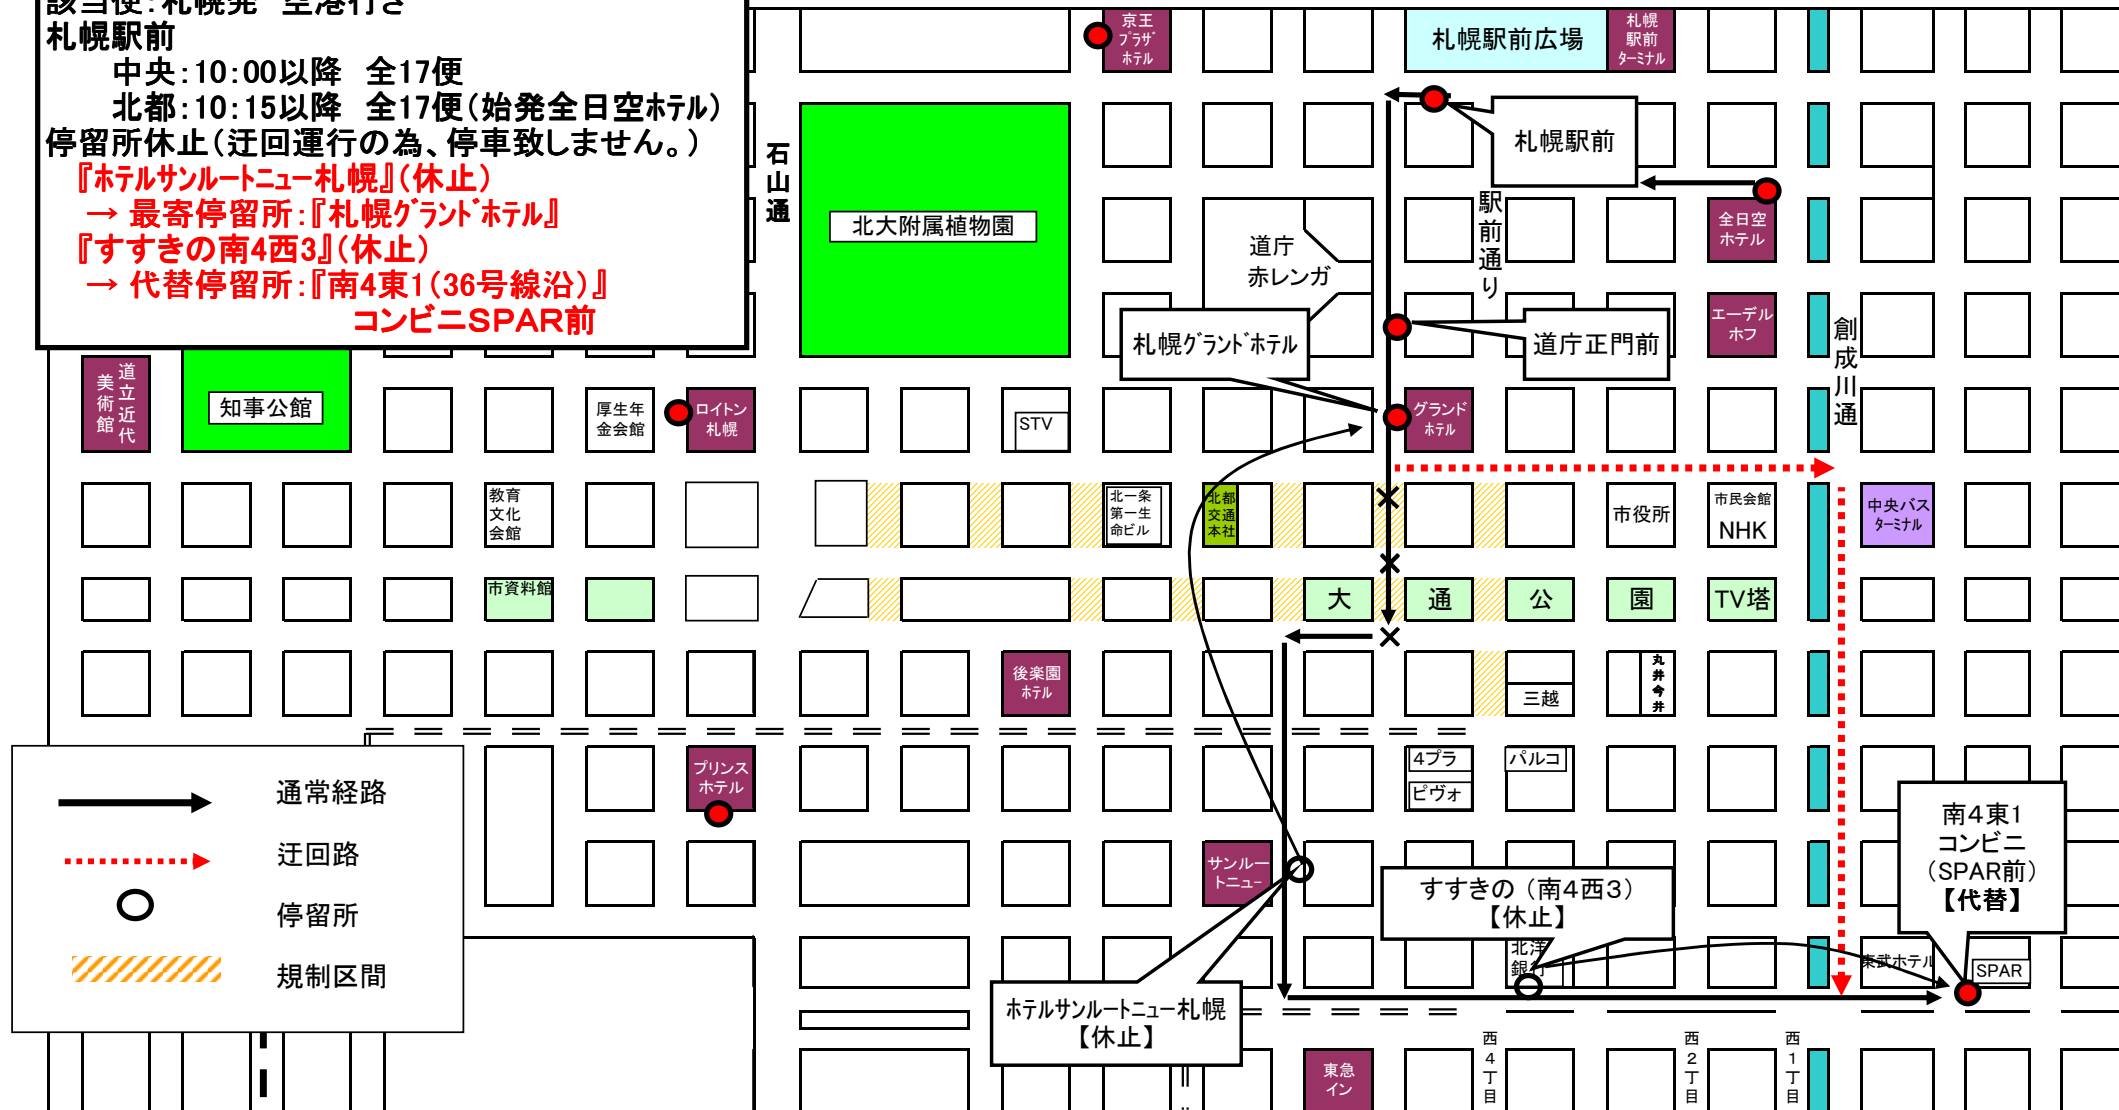 該当便：札幌発　空港行き
札幌駅前
中央：10：00以降　全17便
北都：10：15以降　全17便（始発全日空ホテル）
停留所休止（迂回運行の為、停車致しません。）
『ホテルサンルートニュー札幌』（休止）
→ 最寄停留所：『札幌グランドホテル』
『すすきの南4西3』（休止）
→ 代替停留所：『南4東1（36号線沿）』
コンビニSPAR前
京王
プラザ
ホテル
札幌駅前広場
札幌
駅前
ターミナル
札幌駅前
石山通
北大附属植物園
道庁
赤レンガ
駅前通り
全日空
ホテル
エーデル
ホフ
創成川通
札幌グランドホテル
道庁正門前
道立近代
美術館
知事公館
厚生年
金会館
ロイトン
札幌
STV
グランド
ホテル
教育
文化
会館
北一条
第一生
命ビル
北都
交通
本社
市役所
市民会館
NHK
中央バス
ターミナル
市資料館
大
通
公
園
TV塔
後楽園
ホテル
三越
丸井今井
プリンス
ホテル
4プラ
ピヴォ
パルコ
サンルー
トニュー
すすきの（南4西3）
【休止】
南4東1
コンビニ
（SPAR前）
【代替】
北洋
銀行
東武ホテル
SPAR
ホテルサンルートニュー札幌
【休止】
東急
イン
西4丁目
西2丁目
西1丁目
通常経路
迂回路
停留所
規制区間